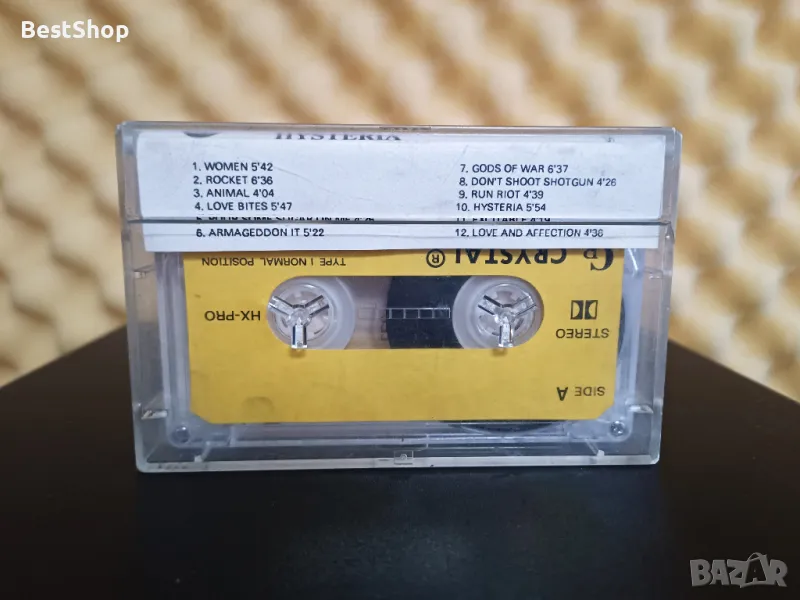 BestShop
HYSTERIA
1. WOMEN 5'42
2. ROCKET 6'36
3. ANIMAL 4'04
4. LOVE BITES 5'47
6. ARMAGEDDON IT 5'22
7. GODS OF WAR 6'37
8. DON'T SHOOT SHOTGUN 4'26
9. RUN RIOT 4'39
10. HYSTERIA 5'54
12. LOVE AND AFFECTION 4'36
CRYSTAL®
TYPE I NORMAL POSITION
HX-PRO
STEREO
SIDE A
BAZAR